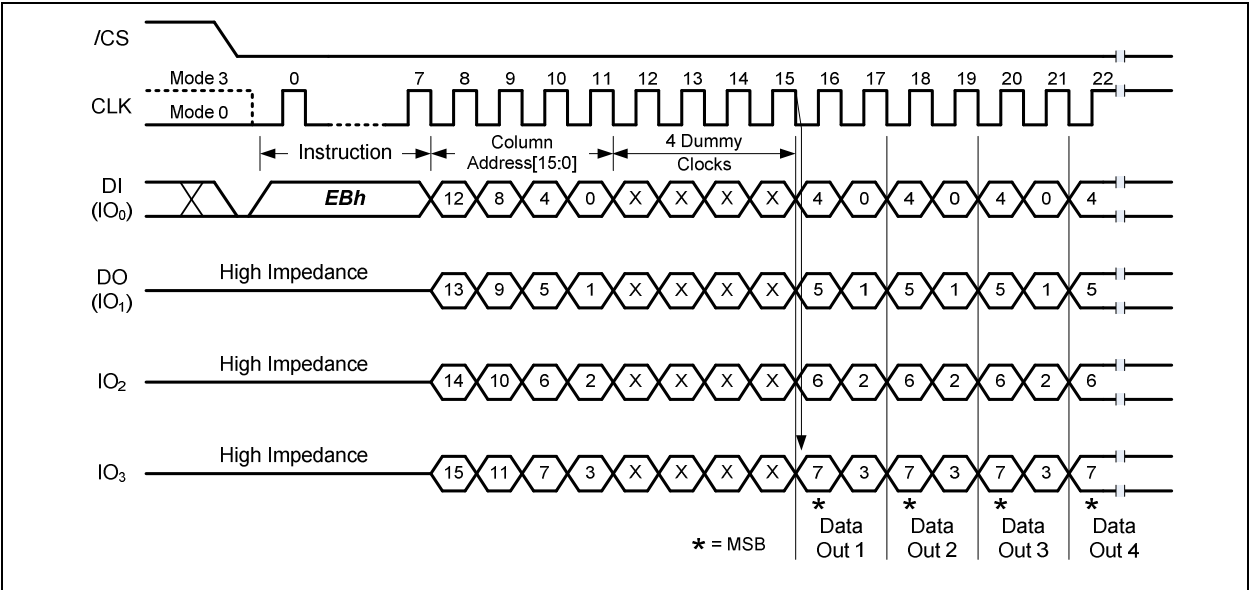 /CS
Mode 3 0 7 8 9 10 11 12 13 14 15 16 17 18 19 20 21 22
CLK
Mode 0
Instruction
Column
Address[15:0]
4 Dummy
Clocks
DI
(IO0)
EBh 12 8 4 0 X X X X 4 0 4 0 4 0 4
DO
(IO1)
High Impedance 13 9 5 1 X X X X 5 1 5 1 5 1 5
IO2
High Impedance 14 10 6 2 X X X X 6 2 6 2 6 2 6
IO3
High Impedance 15 11 7 3 X X X X 7 3 7 3 7 3 7
* * * *
* = MSB
Data
Out 1
Data
Out 2
Data
Out 3
Data
Out 4